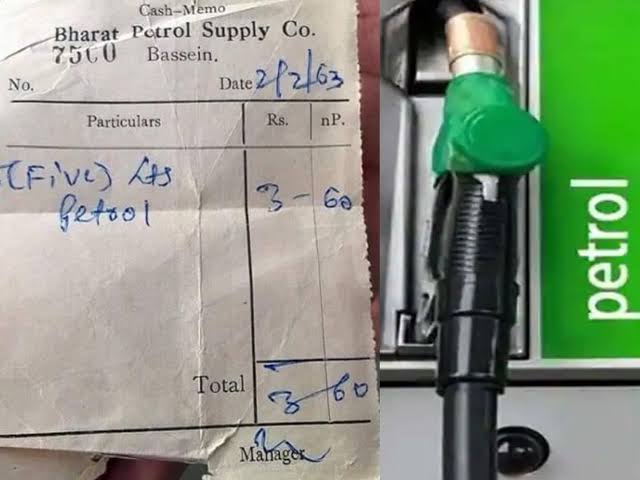 Cash-Memo
Bharat Petrol Supply Co.
7500 Bassein.
No. Date 2/2/63
Particulars Rs. nP.
(Five) Lts 3 - 60
Petrol
Total 3 - 60
Manager
petrol